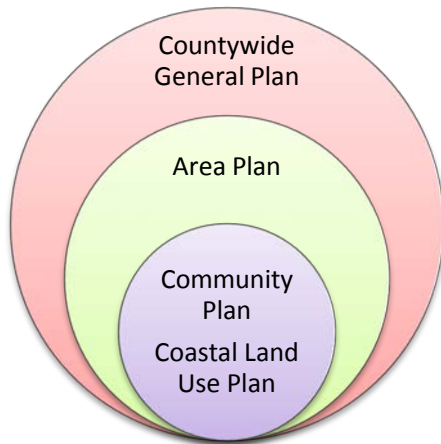 Countywide
General Plan
Area Plan
Community
Plan
Coastal Land
Use Plan